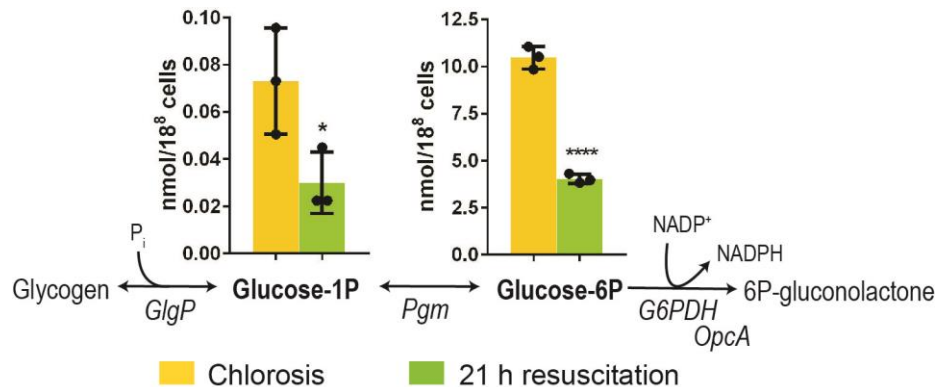 nmol/18⁸ cells
0.10
0.08
0.06
0.04
0.02
0.00
*
nmol/18⁸ cells
12.5
10.0
7.5
5.0
2.5
0.0
****
Pi
NADP⁺
NADPH
Glycogen
GlgP
Glucose-1P
Pgm
Glucose-6P
G6PDH
OpcA
6P-gluconolactone
Chlorosis
21 h resuscitation